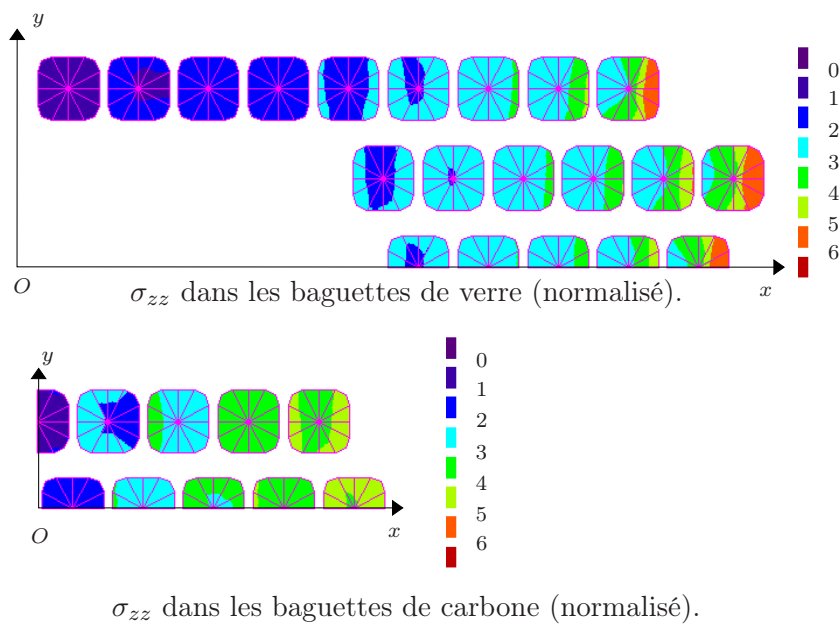 y
0
1
2
3
4
5
6
O
x
σzz dans les baguettes de verre (normalisé).
y
0
1
2
3
4
5
6
O
x
σzz dans les baguettes de carbone (normalisé).